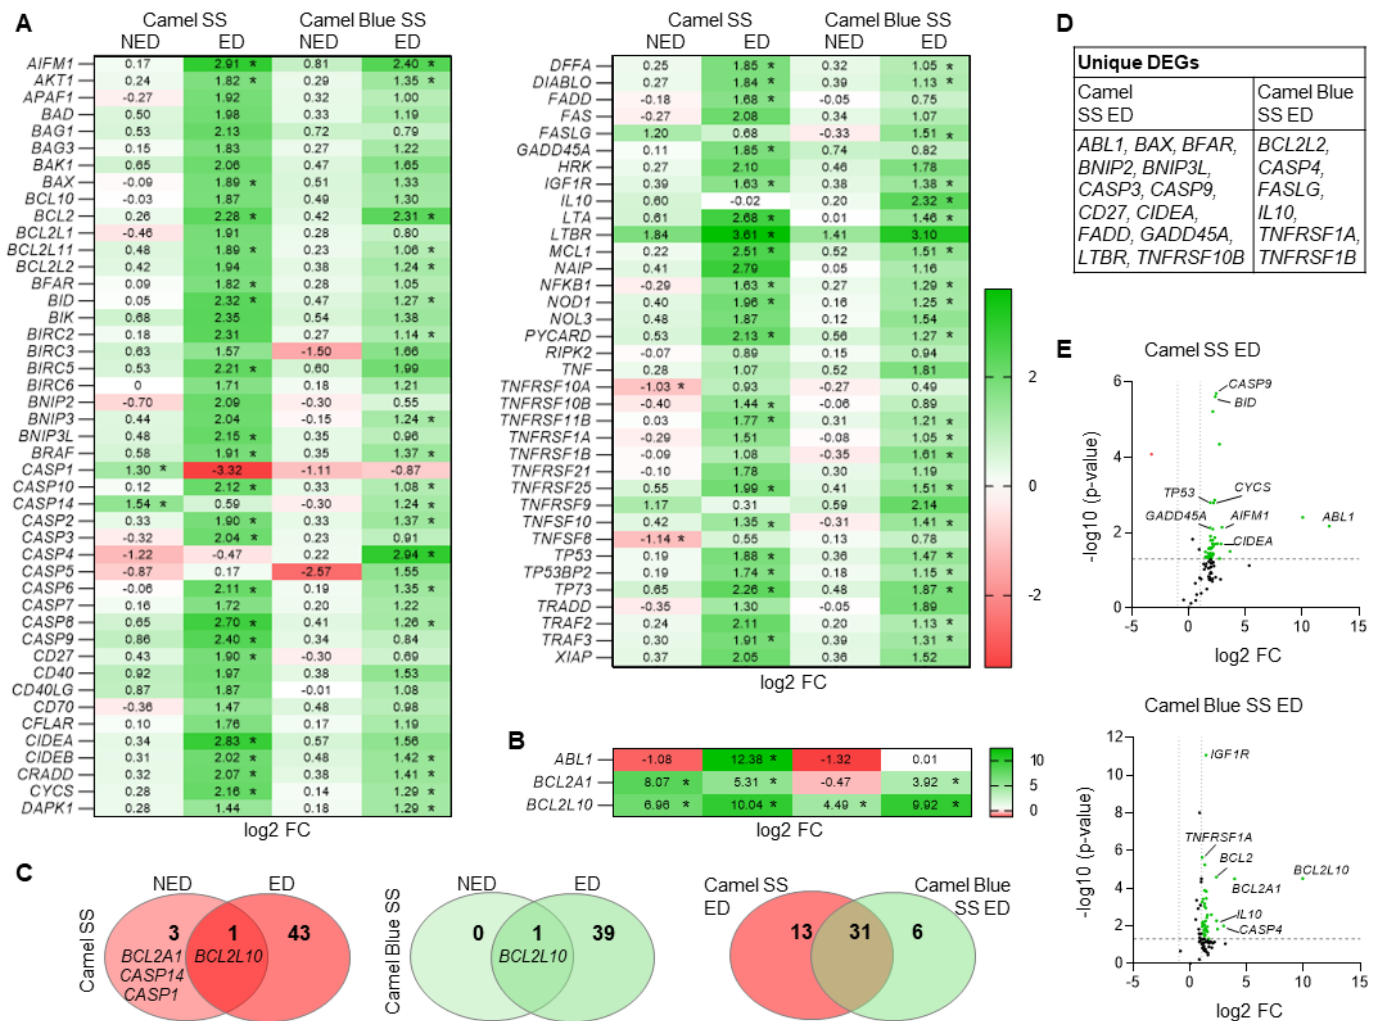 A
Camel SS Camel Blue SS
NED ED NED ED
AIFM1 0.17 2.91 * 0.81 2.40 *
AKT1 0.24 1.82 * 0.29 1.35 *
APAF1 -0.27 1.92 0.32 1.00
BAD 0.50 1.98 0.33 1.19
BAG1 0.53 2.13 0.72 0.79
BAG3 0.15 1.83 0.27 1.22
BAK1 0.65 2.06 0.47 1.65
BAX -0.09 1.89 * 0.51 1.33
BCL10 -0.03 1.87 0.49 1.30
BCL2 0.26 2.28 * 0.42 2.31 *
BCL2L1 -0.46 1.91 0.28 0.80
BCL2L11 0.48 1.89 * 0.23 1.06 *
BCL2L2 0.42 1.94 0.38 1.24 *
BFAR 0.09 1.82 * 0.28 1.05
BID 0.05 2.32 * 0.47 1.27 *
BIK 0.68 2.35 0.54 1.38
BIRC2 0.18 2.31 0.27 1.14 *
BIRC3 0.63 1.57 -1.50 1.66
BIRC5 0.53 2.21 * 0.60 1.99
BIRC6 0 1.71 0.18 1.21
BNIP2 -0.70 2.09 -0.30 0.55
BNIP3 0.44 2.04 -0.15 1.24 *
BNIP3L 0.48 2.15 * 0.35 0.96
BRAF 0.58 1.91 * 0.35 1.37 *
CASP1 1.30 * -3.32 -1.11 -0.87
CASP10 0.12 2.12 * 0.33 1.08 *
CASP14 1.54 * 0.59 -0.30 1.24 *
CASP2 0.33 1.90 * 0.33 1.37 *
CASP3 -0.32 2.04 * 0.23 0.91
CASP4 -1.22 -0.47 0.22 2.94 *
CASP5 -0.87 0.17 -2.57 1.55
CASP6 -0.06 2.11 * 0.19 1.35 *
CASP7 0.16 1.72 0.20 1.22
CASP8 0.65 2.70 * 0.41 1.26 *
CASP9 0.86 2.40 * 0.34 0.84
CD27 0.43 1.90 * -0.30 0.69
CD40 0.92 1.97 0.38 1.53
CD40LG 0.87 1.87 -0.01 1.08
CD70 -0.36 1.47 0.48 0.98
CFLAR 0.10 1.76 0.17 1.19
CIDEA 0.34 2.83 * 0.57 1.56
CIDEB 0.31 2.02 * 0.48 1.42 *
CRADD 0.32 2.07 * 0.38 1.41 *
CYCS 0.28 2.16 * 0.14 1.29 *
DAPK1 0.28 1.44 0.18 1.29 *
log2 FC
Camel SS Camel Blue SS
NED ED NED ED
DFFA 0.25 1.85 * 0.32 1.05 *
DIABLO 0.27 1.84 * 0.39 1.13 *
FADD -0.18 1.68 * -0.05 0.75
FAS -0.27 2.08 0.34 1.07
FASLG 1.20 0.68 -0.33 1.51 *
GADD45A 0.11 1.85 * 0.74 0.82
HRK 0.27 2.10 0.46 1.78
IGF1R 0.39 1.63 * 0.38 1.38 *
IL10 0.60 -0.02 0.20 2.32 *
LTA 0.61 2.68 * 0.01 1.46 *
LTBR 1.84 3.61 * 1.41 3.10
MCL1 0.22 2.51 * 0.52 1.51 *
NAIP 0.41 2.79 0.05 1.16
NFKB1 -0.29 1.63 * 0.27 1.29 *
NOD1 0.40 1.96 * 0.16 1.25 *
NOL3 0.48 1.87 0.12 1.54
PYCARD 0.53 2.13 * 0.56 1.27 *
RIPK2 -0.07 0.89 0.15 0.94
TNF 0.28 1.07 0.52 1.81
TNFRSF10A -1.03 * 0.93 -0.27 0.49
TNFRSF10B -0.40 1.44 * -0.06 0.89
TNFRSF11B 0.03 1.77 * 0.31 1.21 *
TNFRSF1A -0.29 1.51 -0.08 1.05 *
TNFRSF1B -0.09 1.08 -0.35 1.61 *
TNFRSF21 -0.10 1.78 0.30 1.19
TNFRSF25 0.55 1.99 * 0.41 1.51 *
TNFRSF9 1.17 0.31 0.59 2.14
TNFSF10 0.42 1.35 * -0.31 1.41 *
TNFSF8 -1.14 * 0.55 0.13 0.78
TP53 0.19 1.88 * 0.36 1.47 *
TP53BP2 0.19 1.74 * 0.18 1.15 *
TP73 0.65 2.26 * 0.48 1.87 *
TRADD -0.35 1.30 -0.05 1.89
TRAF2 0.24 2.11 0.20 1.13 *
TRAF3 0.30 1.91 * 0.39 1.31 *
XIAP 0.37 2.05 0.36 1.52
log2 FC
2
0
-2
B
ABL1 -1.08 12.38 * -1.32 0.01
BCL2A1 8.07 * 5.31 * -0.47 3.92 *
BCL2L10 6.96 * 10.04 * 4.49 * 9.92 *
log2 FC
10
5
0
C
NED ED
Camel SS
3 1 43
BCL2A1 BCL2L10
CASP14
CASP1
NED ED
Camel Blue SS
0 1 39
BCL2L10
Camel SS
ED
Camel Blue
SS ED
13 31 6
D
Unique DEGs
Camel Camel Blue
SS ED SS ED
ABL1, BAX, BFAR, BCL2L2,
BNIP2, BNIP3L, CASP4,
CASP3, CASP9, FASLG,
CD27, CIDEA, IL10,
FADD, GADD45A, TNFRSF1A,
LTBR, TNFRSF10B TNFRSF1B
E
Camel SS ED
6
4
2
0
-log10 (p-value)
CASP9
BID
TP53
CYCS
GADD45A
AIFM1
ABL1
CIDEA
-5 0 5 10 15
log2 FC
Camel Blue SS ED
12
10
8
6
4
2
0
-log10 (p-value)
IGF1R
TNFRSF1A
BCL2
BCL2L10
BCL2A1
IL10
CASP4
-5 0 5 10 15
log2 FC